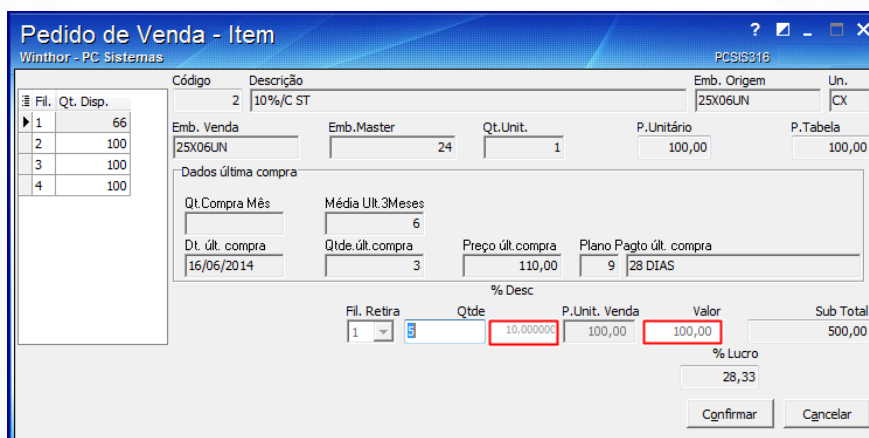 Pedido de Venda - Item
Winthor - PC Sistemas
PCSIS316
Código Descrição Emb. Origem Un.
2 10%/C ST 25X06UN CX
Fil. Qt. Disp.
1 66
2 100
3 100
4 100
Emb. Venda Emb.Master Qt.Unit. P.Unitário P.Tabela
25X06UN 24 1 100,00 100,00
Dados última compra
Qt.Compra Mês Média Ult.3Meses
6
Dt. últ. compra Qtde.últ.compra Preço últ.compra Plano Pagto últ. compra
16/06/2014 3 110,00 9 28 DIAS
% Desc
Fil. Retira Qtde P.Unit. Venda Valor Sub Total
1 5 10,000000 100,00 100,00 500,00
% Lucro
28,33
Confirmar Cancelar